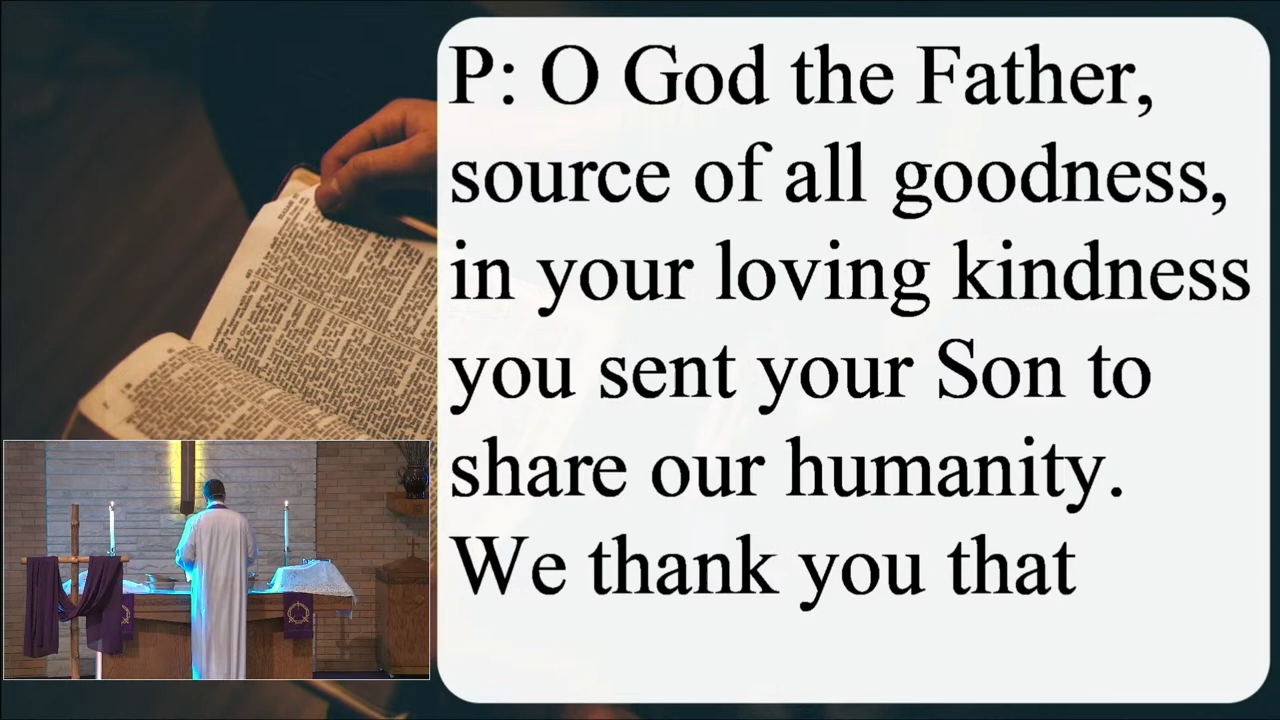 P: O God the Father,
source of all goodness,
in your loving kindness
you sent your Son to
share our humanity.
We thank you that